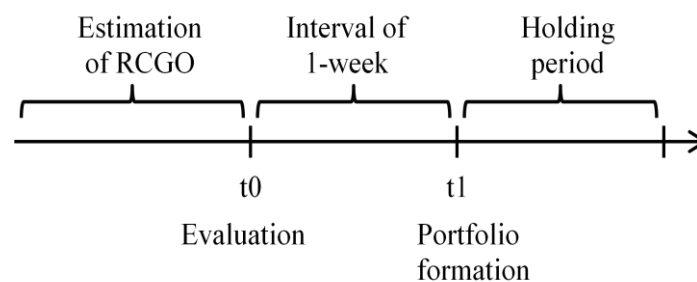 Estimation
of RCGO
Interval of
1-week
Holding
period
t0
t1
Evaluation
Portfolio
formation